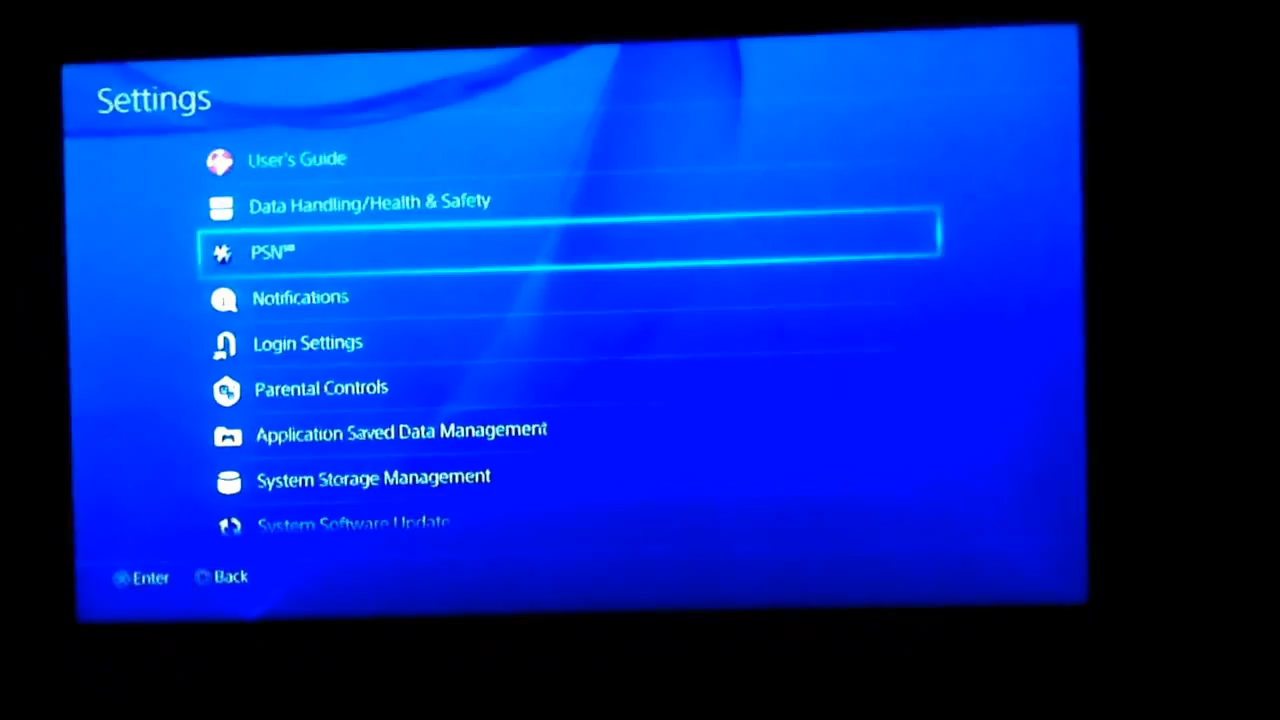 Settings
User's Guide
Data Handling/Health & Safety
PSN℠
Notifications
Login Settings
Parental Controls
Application Saved Data Management
System Storage Management
System Software Update
Enter Back